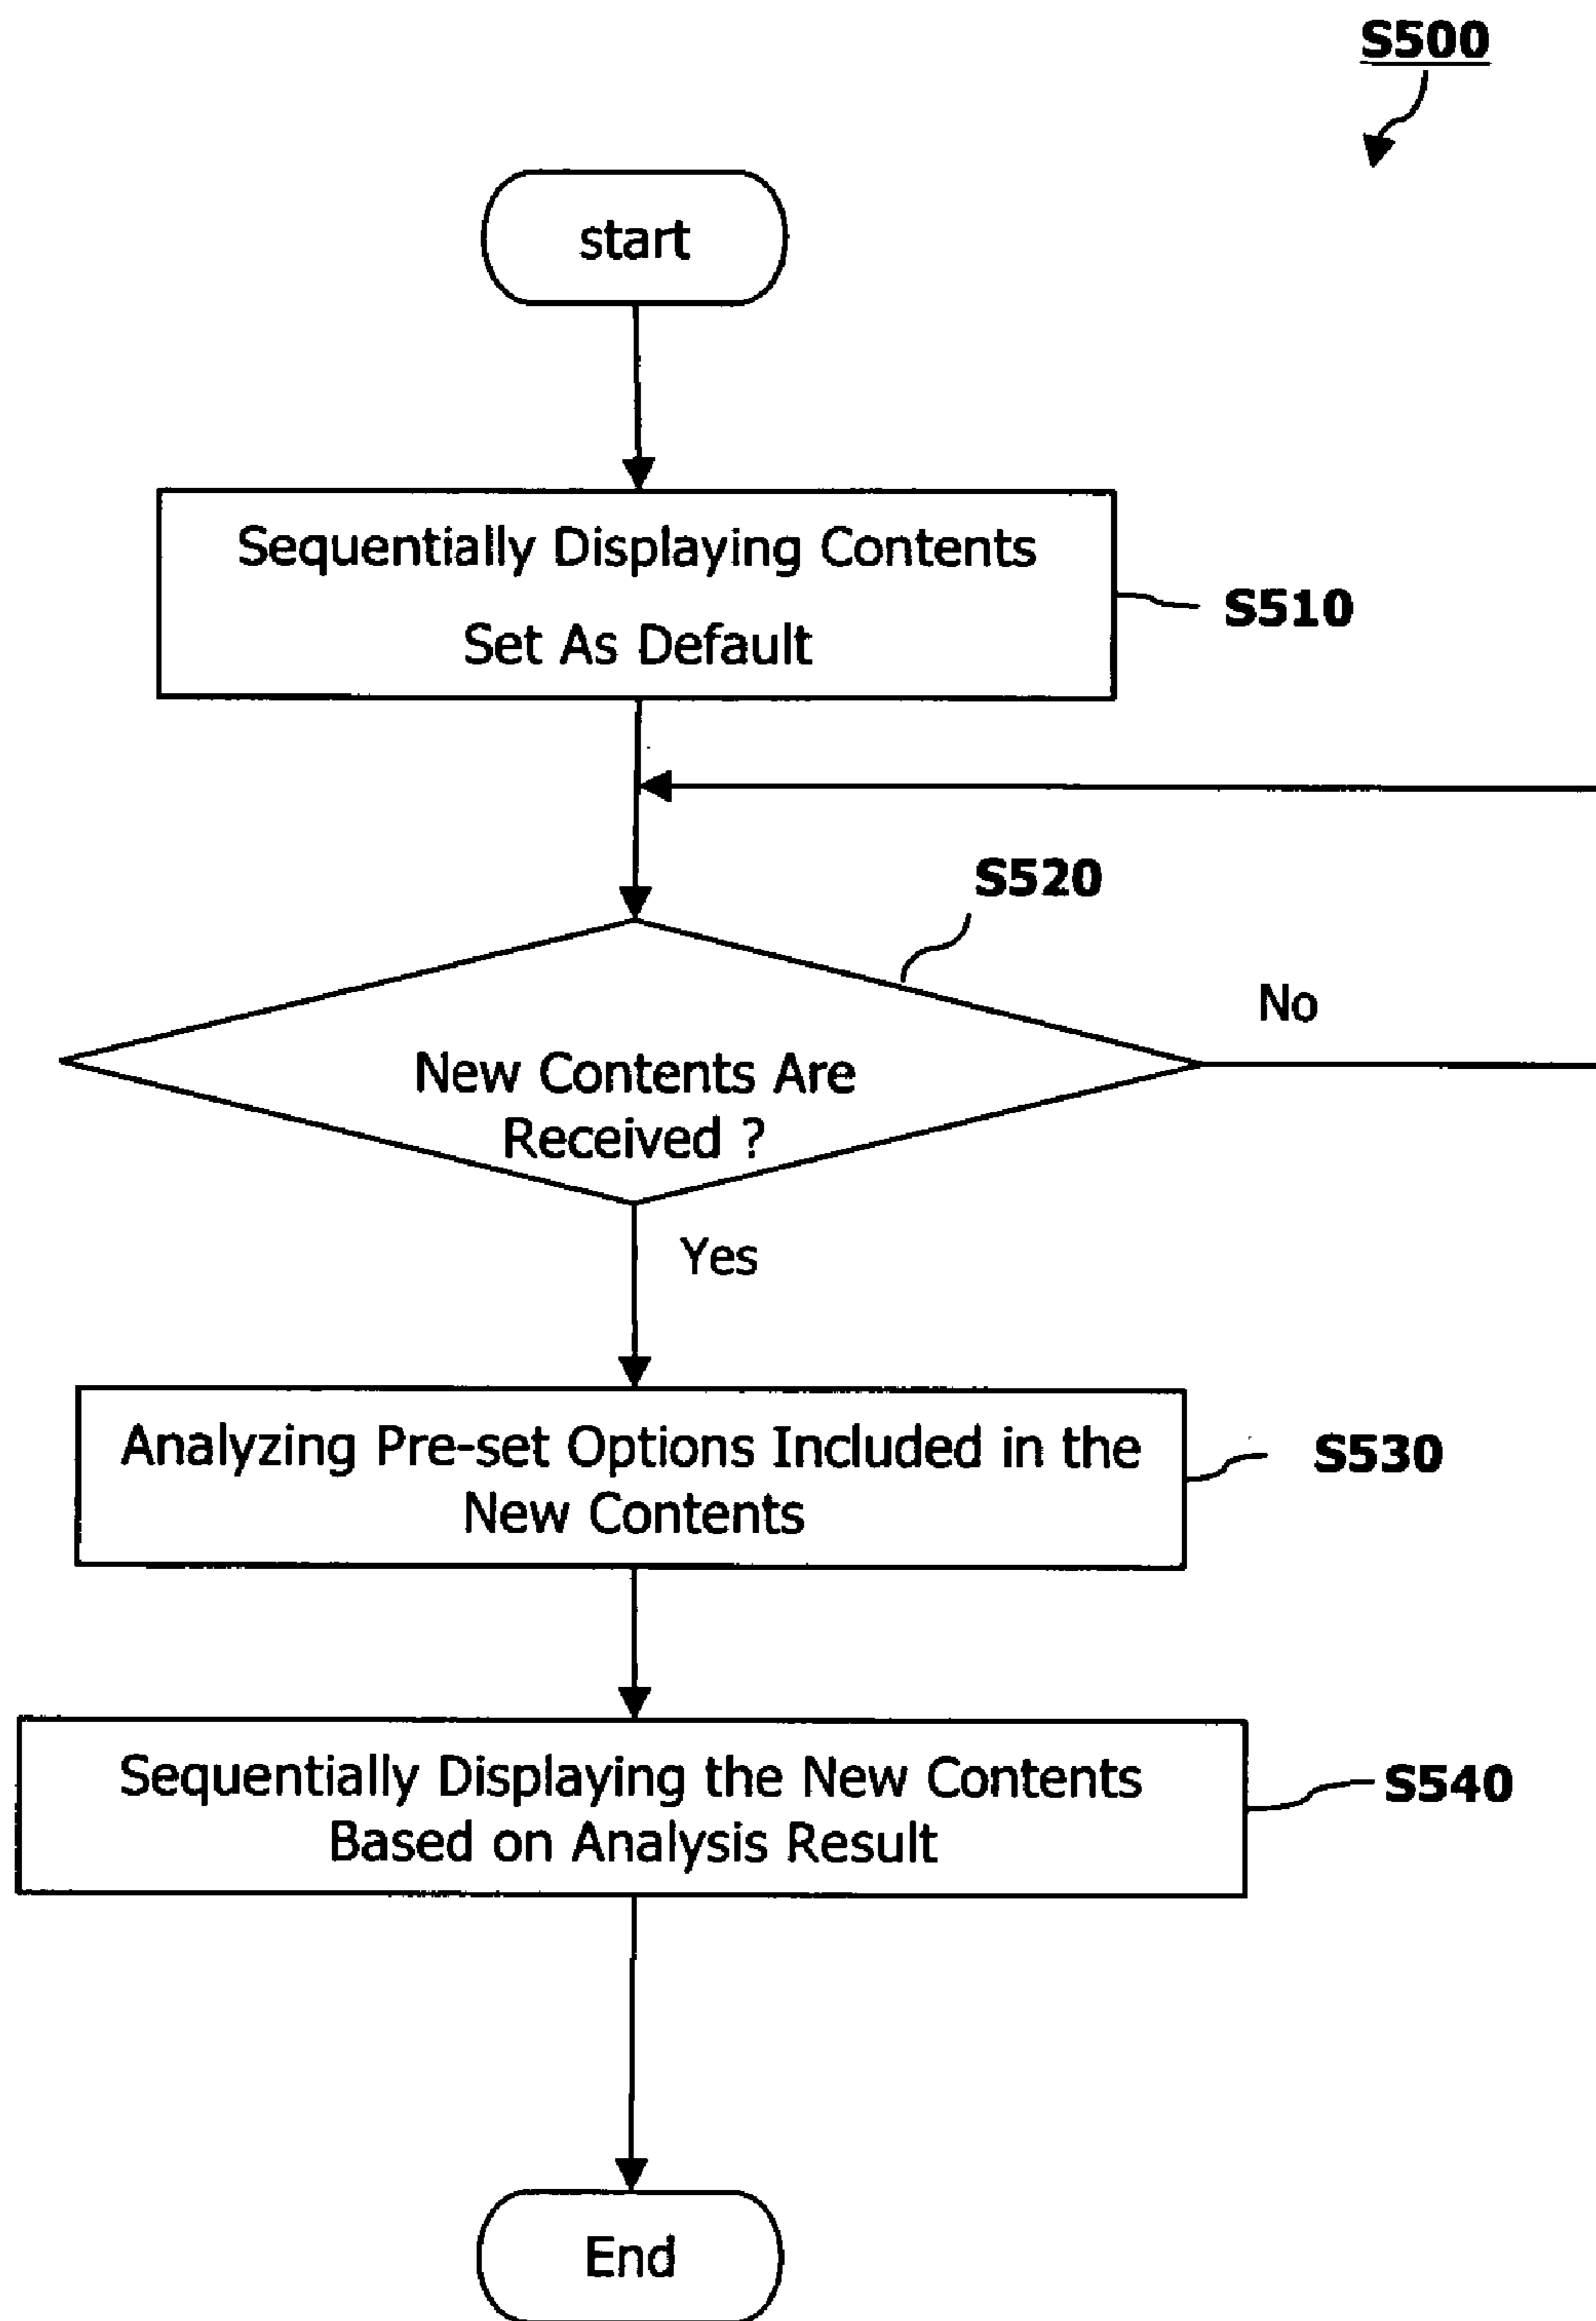 S500
start
Sequentially Displaying Contents
Set As Default
S510
S520
No
New Contents Are
Received ?
Yes
Analyzing Pre-set Options Included in the
New Contents
S530
Sequentially Displaying the New Contents
Based on Analysis Result
S540
End